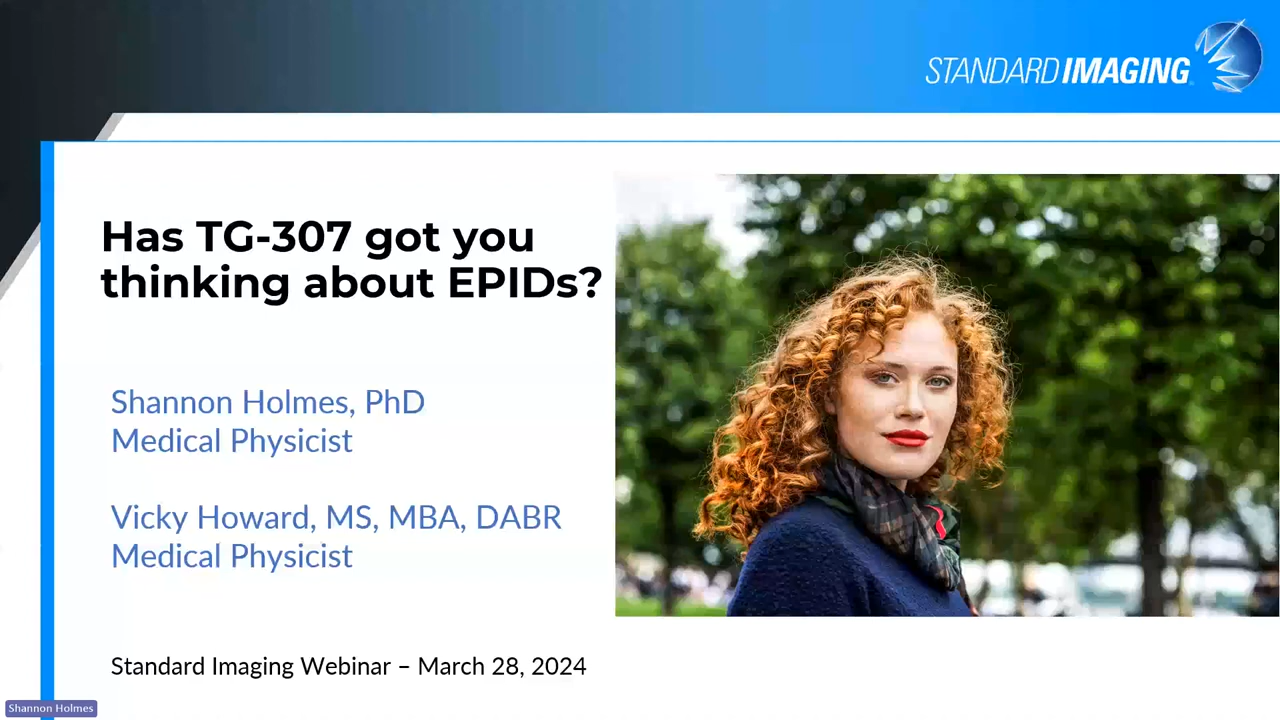 STANDARD IMAGING
Has TG-307 got you
thinking about EPIDs?
Shannon Holmes, PhD
Medical Physicist
Vicky Howard, MS, MBA, DABR
Medical Physicist
Standard Imaging Webinar – March 28, 2024
Shannon Holmes